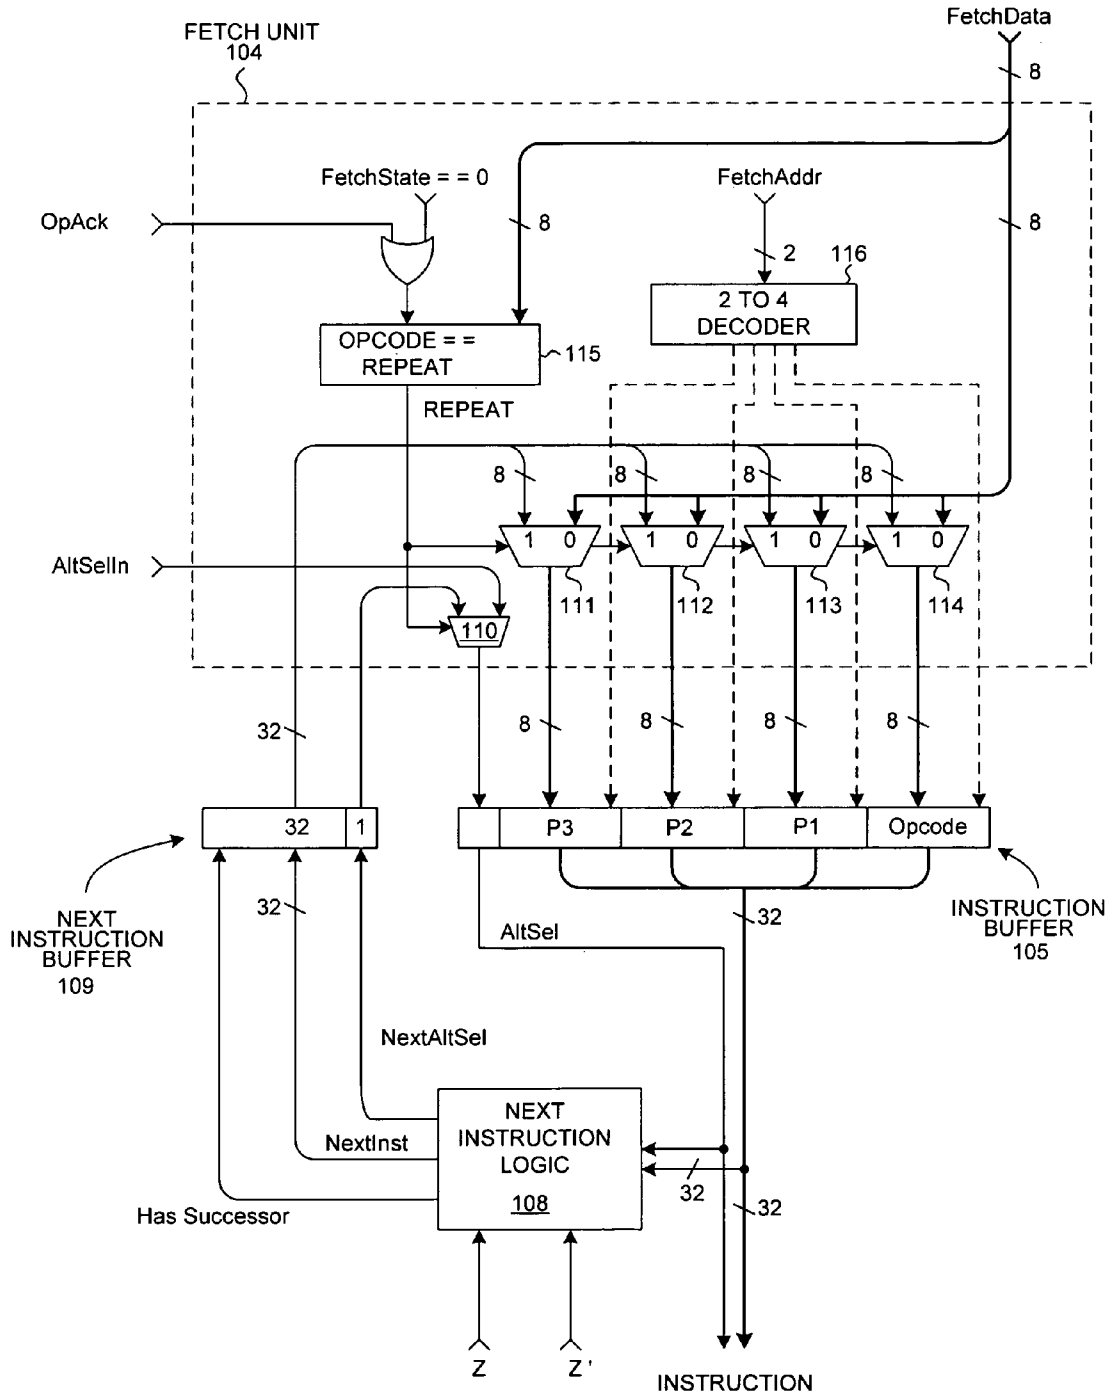 FetchData
FETCH UNIT
104
8
FetchState = = 0
FetchAddr
OpAck
8
8
2
116
2 TO 4
DECODER
OPCODE = =
REPEAT
115
REPEAT
8
8
8
8
1 0
1 0
1 0
1 0
AltSelIn
111
112
113
114
110
32
8
8
8
8
32
1
P3
P2
P1
Opcode
32
32
NEXT
INSTRUCTION
BUFFER
109
AltSel
INSTRUCTION
BUFFER
105
NextAltSel
NEXT
INSTRUCTION
LOGIC
108
NextInst
32
32
Has Successor
Z
Z '
INSTRUCTION